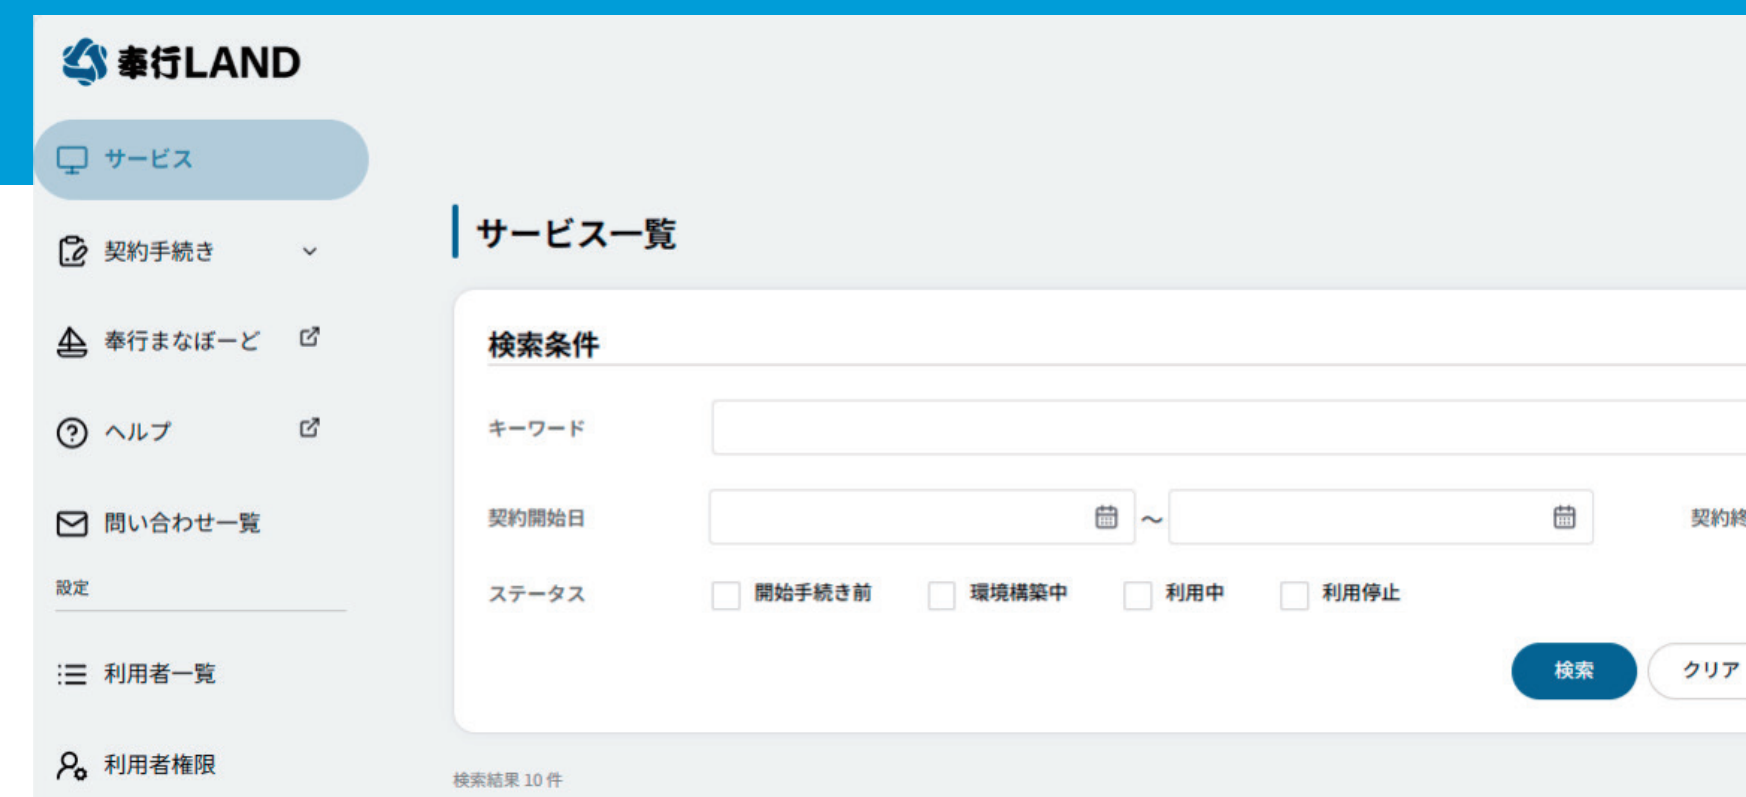 奉行LAND
サービス
契約手続き
奉行まなぼーど
ヘルプ
問い合わせ一覧
設定
利用者一覧
利用者権限
サービス一覧
検索条件
キーワード
契約開始日 ～ 契約終
ステータス 開始手続き前 環境構築中 利用中 利用停止
検索 クリア
検索結果 10 件